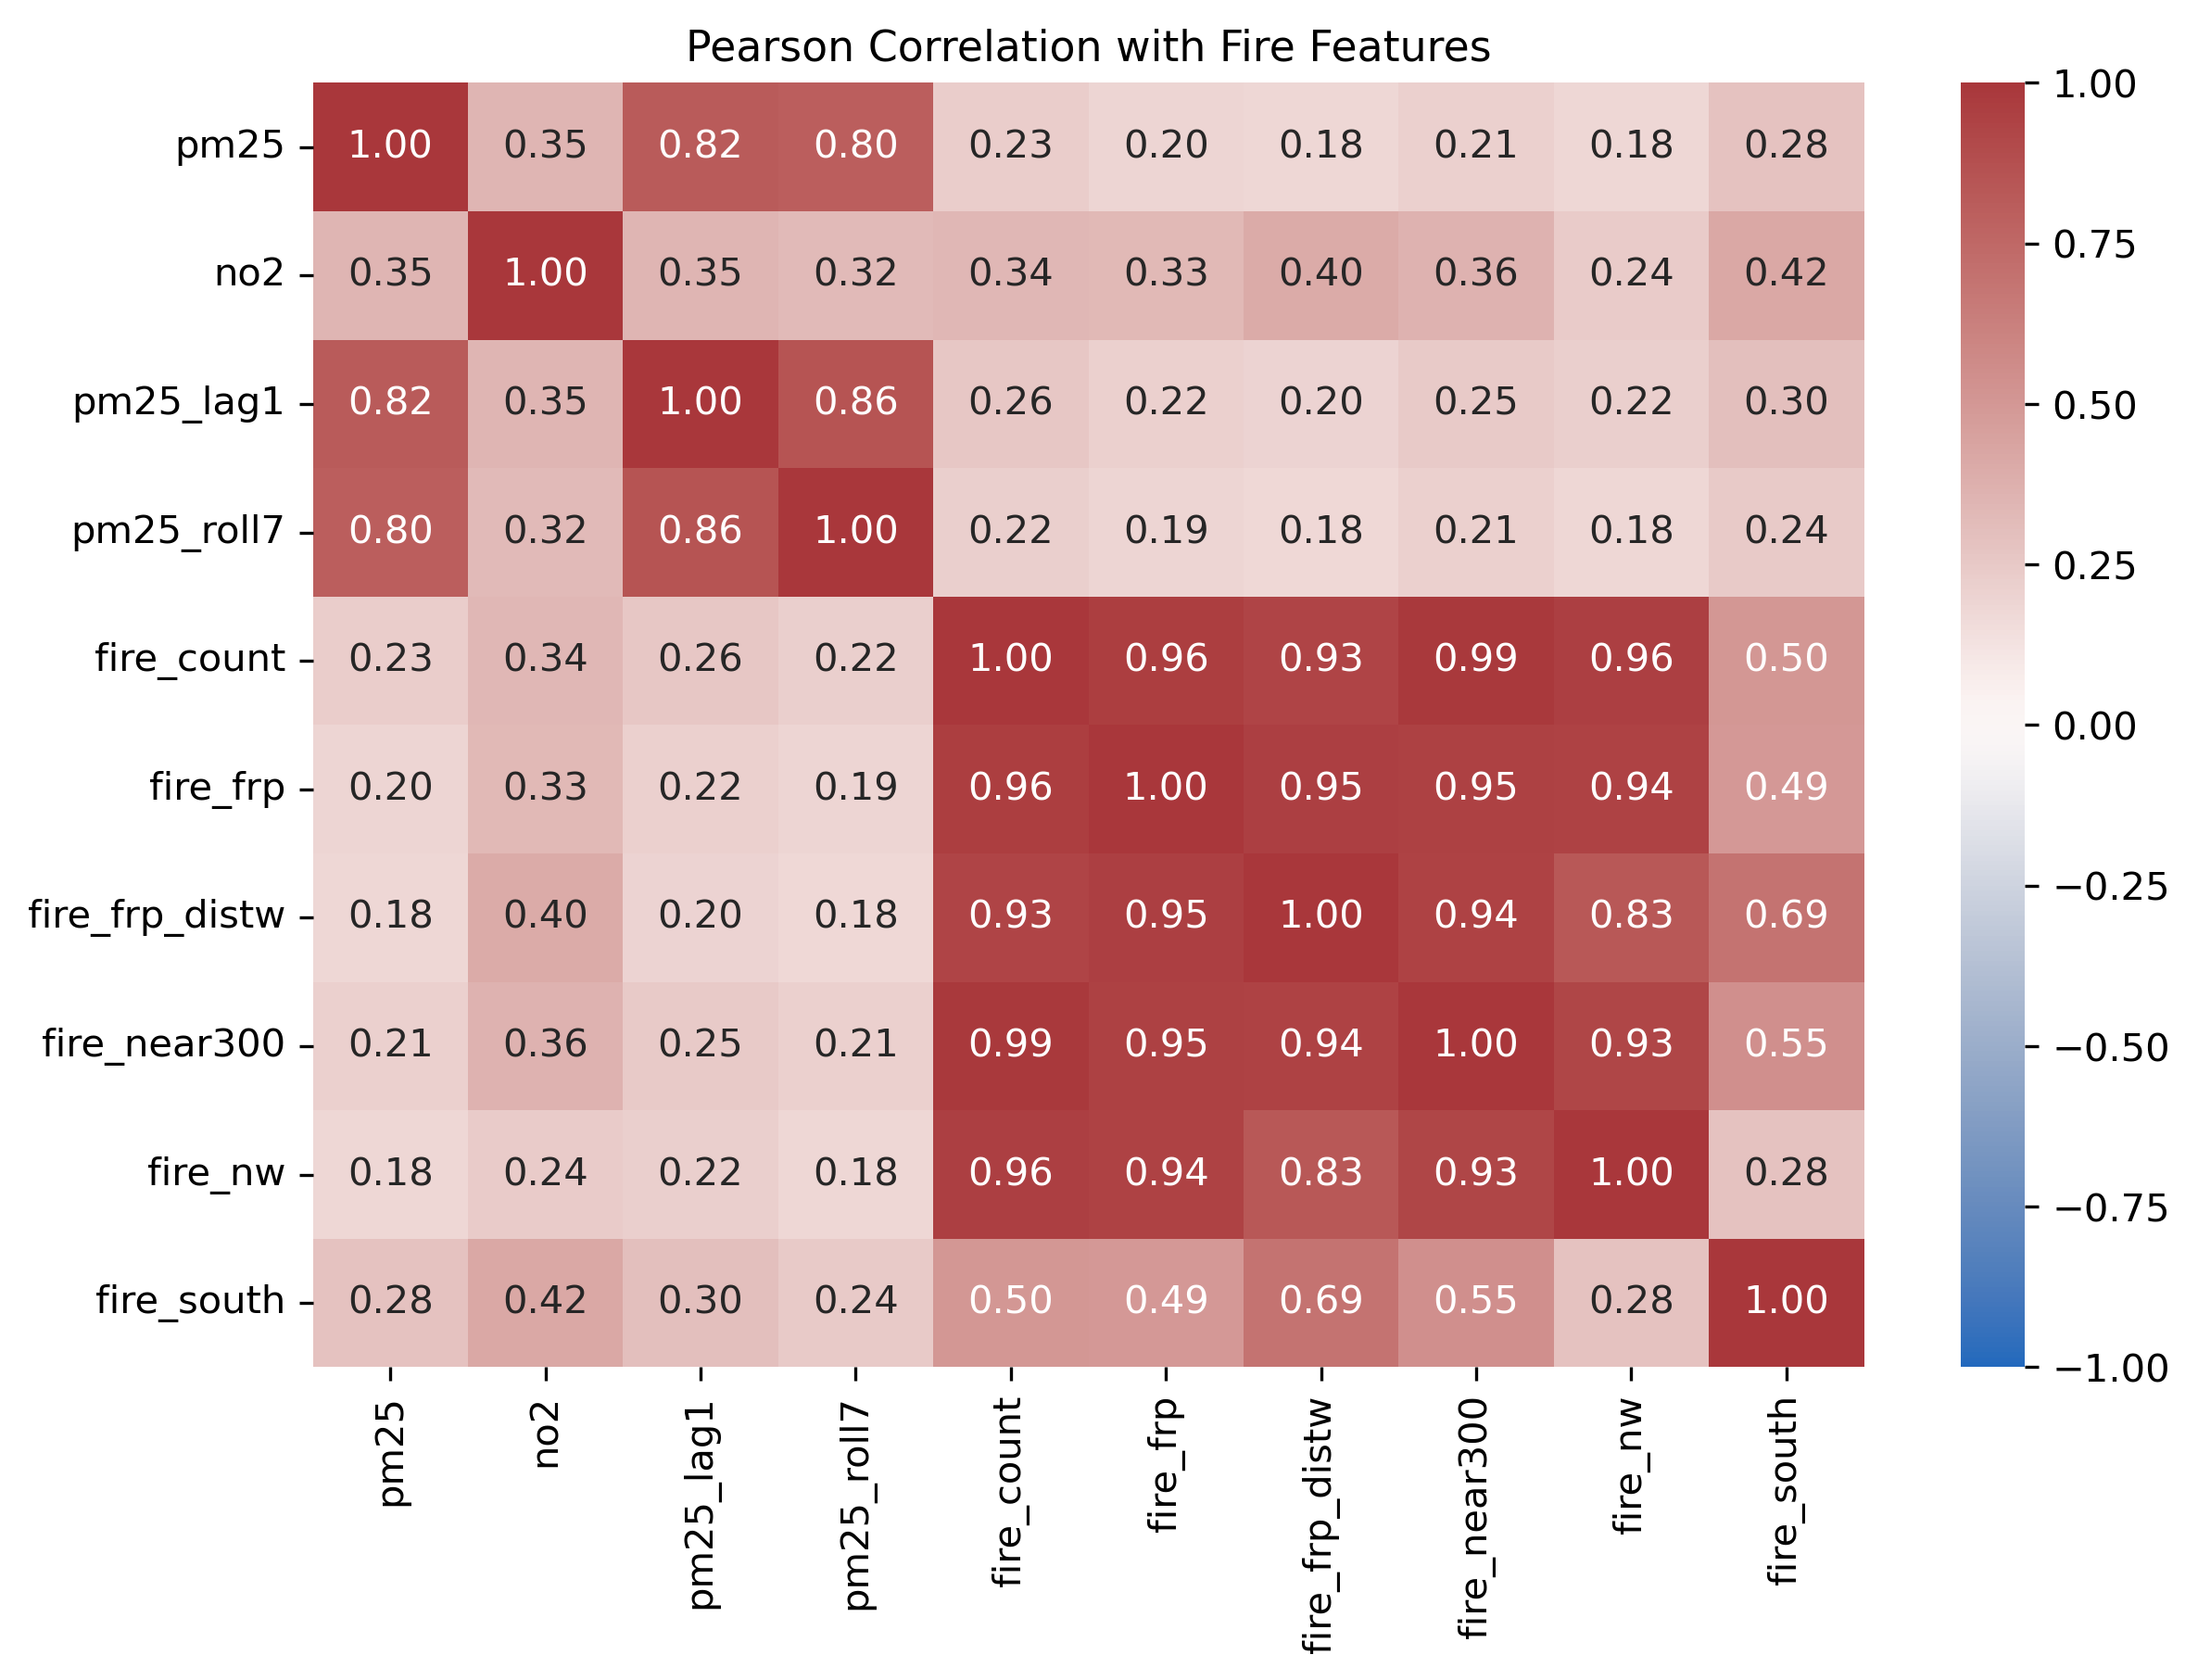 Pearson Correlation with Fire Features
pm25 1.00 0.35 0.82 0.80 0.23 0.20 0.18 0.21 0.18 0.28
no2 0.35 1.00 0.35 0.32 0.34 0.33 0.40 0.36 0.24 0.42
pm25_lag1 0.82 0.35 1.00 0.86 0.26 0.22 0.20 0.25 0.22 0.30
pm25_roll7 0.80 0.32 0.86 1.00 0.22 0.19 0.18 0.21 0.18 0.24
fire_count 0.23 0.34 0.26 0.22 1.00 0.96 0.93 0.99 0.96 0.50
fire_frp 0.20 0.33 0.22 0.19 0.96 1.00 0.95 0.95 0.94 0.49
fire_frp_distw 0.18 0.40 0.20 0.18 0.93 0.95 1.00 0.94 0.83 0.69
fire_near300 0.21 0.36 0.25 0.21 0.99 0.95 0.94 1.00 0.93 0.55
fire_nw 0.18 0.24 0.22 0.18 0.96 0.94 0.83 0.93 1.00 0.28
fire_south 0.28 0.42 0.30 0.24 0.50 0.49 0.69 0.55 0.28 1.00
pm25
no2
pm25_lag1
pm25_roll7
fire_count
fire_frp
fire_frp_distw
fire_near300
fire_nw
fire_south
1.00
0.75
0.50
0.25
0.00
−0.25
−0.50
−0.75
−1.00